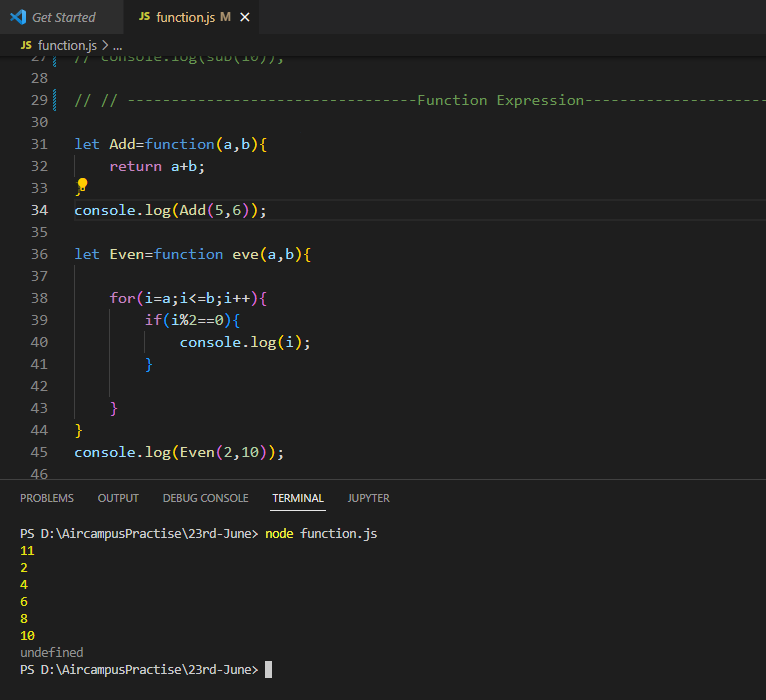 Get Started JS function.js M ×
JS function.js > ...
27 // console.log(sub(10));
28
29 // // ---------------------------------Function Expression---------------------
30
31 let Add=function(a,b){
32 return a+b;
33 }
34 console.log(Add(5,6));
35
36 let Even=function eve(a,b){
37
38 for(i=a;i<=b;i++){
39 if(i%2==0){
40 console.log(i);
41 }
42
43 }
44 }
45 console.log(Even(2,10));
46
PROBLEMS OUTPUT DEBUG CONSOLE TERMINAL JUPYTER
PS D:\AircampusPractise\23rd-June> node function.js
11
2
4
6
8
10
undefined
PS D:\AircampusPractise\23rd-June>